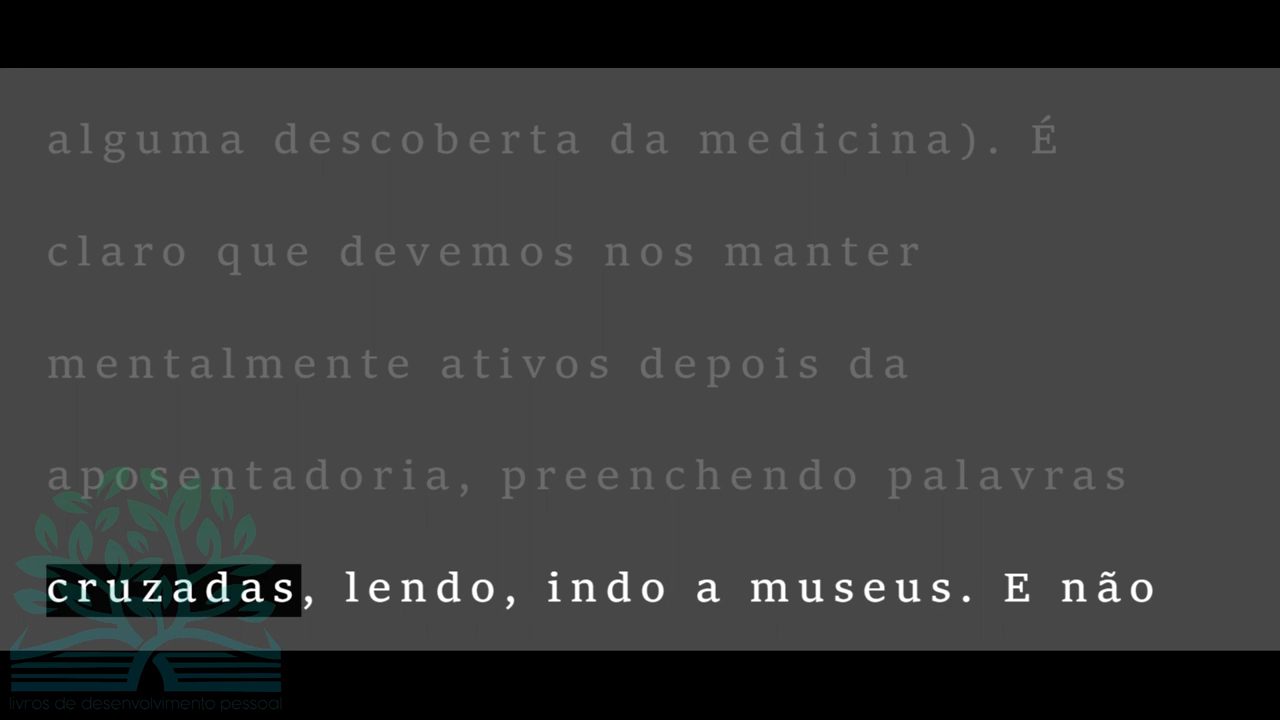 alguma descoberta da medicina). É
claro que devemos nos manter
mentalmente ativos depois da
aposentadoria, preenchendo palavras
cruzadas, lendo, indo a museus. E não
livros de desenvolvimento pessoal